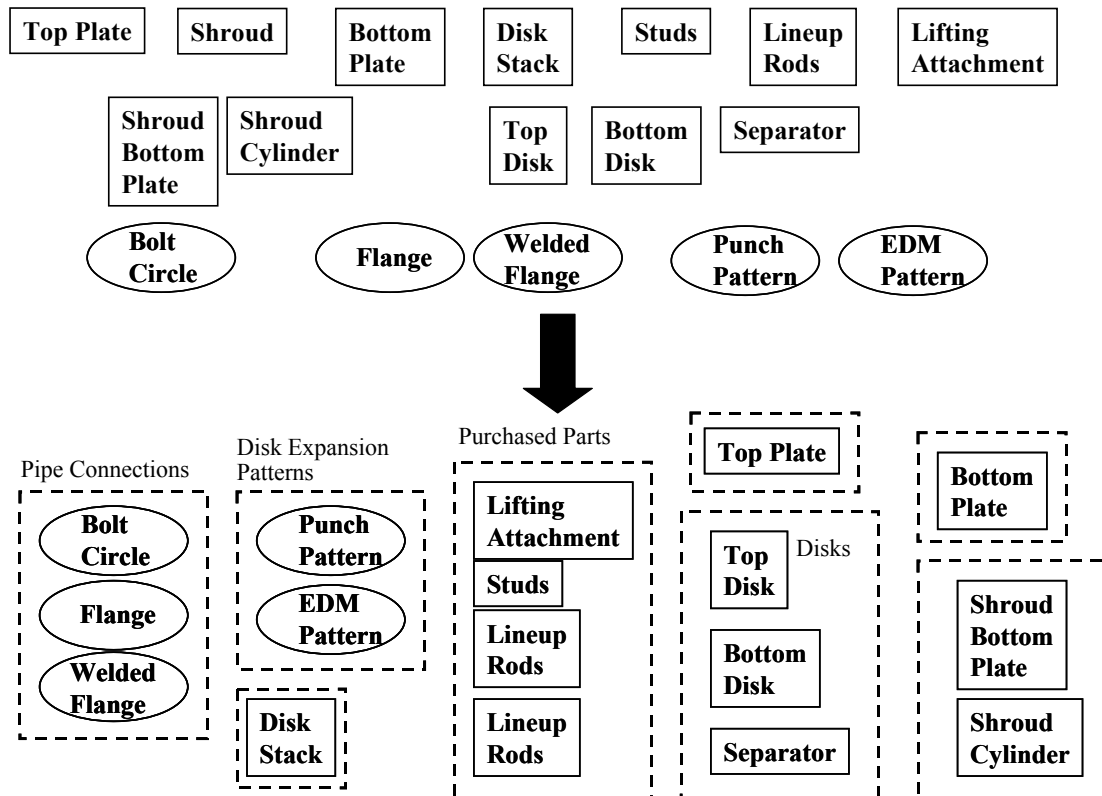 Top Plate
Shroud
Bottom
Plate
Disk
Stack
Studs
Lineup
Rods
Lifting
Attachment
Shroud
Bottom
Plate
Shroud
Cylinder
Top
Disk
Bottom
Disk
Separator
Bolt
Circle
Flange
Welded
Flange
Punch
Pattern
EDM
Pattern
Pipe Connections
Bolt
Circle
Flange
Welded
Flange
Disk Expansion
Patterns
Punch
Pattern
EDM
Pattern
Disk
Stack
Purchased Parts
Lifting
Attachment
Studs
Lineup
Rods
Lineup
Rods
Top Plate
Disks
Top
Disk
Bottom
Disk
Separator
Bottom
Plate
Shroud
Bottom
Plate
Shroud
Cylinder